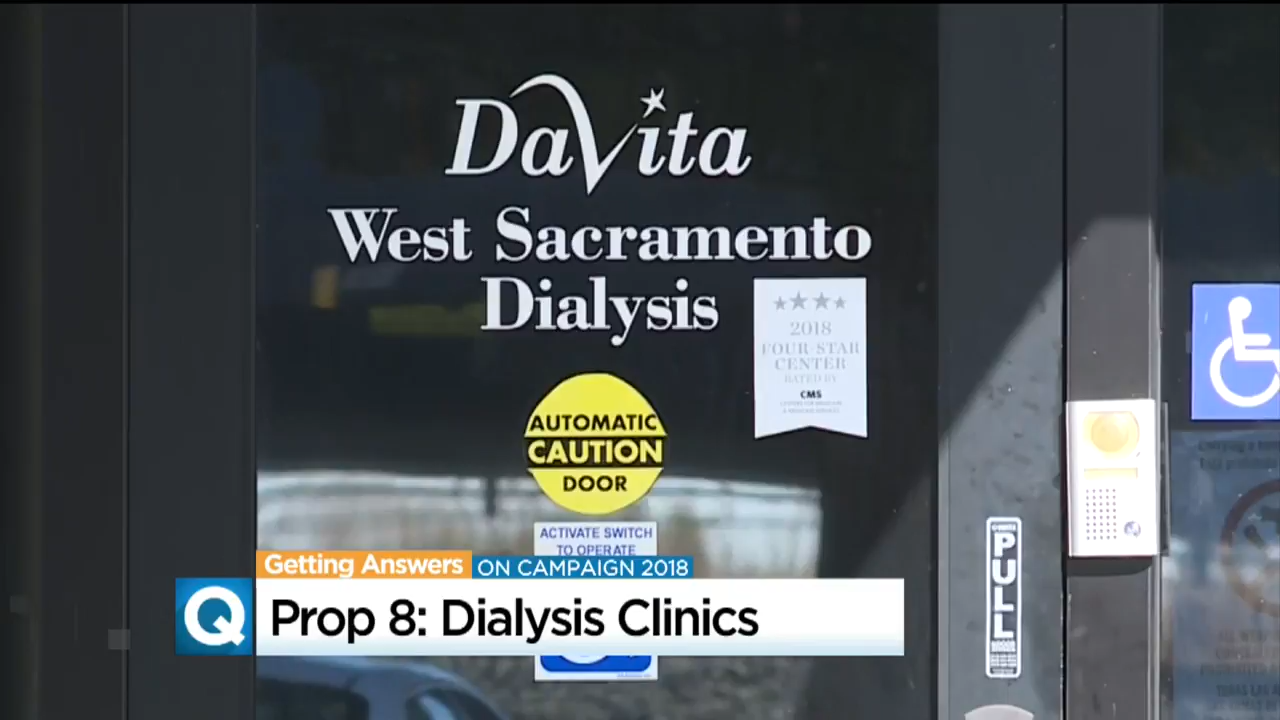 DaVita
West Sacramento
Dialysis
2018
FOUR STAR
CENTER
RATED BY
CMS
AUTOMATIC
CAUTION
DOOR
ACTIVATE SWITCH
TO OPERATE
PULL
Getting Answers
ON CAMPAIGN 2018
Q
Prop 8: Dialysis Clinics